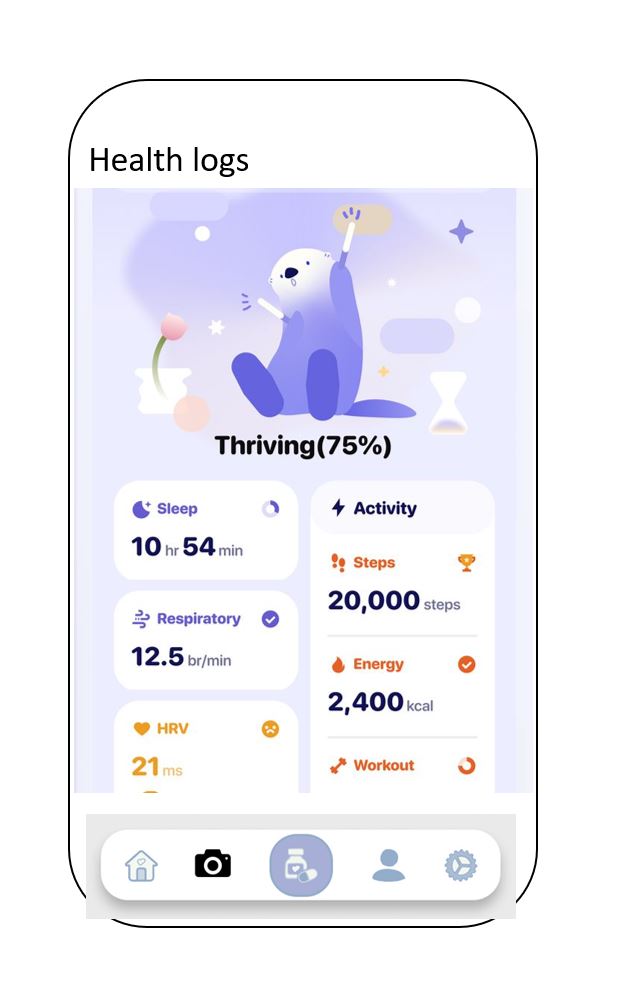 Health logs
Thriving(75%)
Sleep
10 hr 54 min
Respiratory
12.5 br/min
HRV
21 ms
Activity
Steps
20,000 steps
Energy
2,400 kcal
Workout